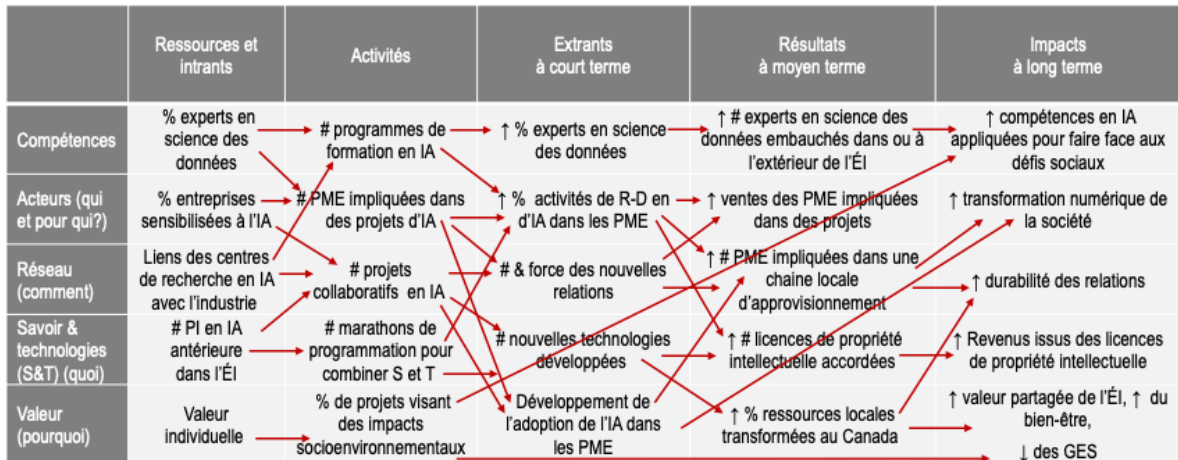 Ressources et
intrants
Activités
Extrants
à court terme
Résultats
à moyen terme
Impacts
à long terme
Compétences
% experts en
science des
données
# programmes de
formation en IA
↑ % experts en science
des données
↑ # experts en science des
données embauchés dans ou à
l'extérieur de l'ÉI
↑ compétences en IA
appliquées pour faire face aux
défis sociaux
Acteurs (qui
et pour qui?)
% entreprises
sensibilisées à l'IA
# PME impliquées dans
des projets d'IA
↑ % activités de R-D en
d'IA dans les PME
↑ ventes des PME impliquées
dans des projets
↑ transformation numérique de
la société
Réseau
(comment)
Liens des centres
de recherche en IA
avec l'industrie
# projets
collaboratifs en IA
# & force des nouvelles
relations
↑ # PME impliquées dans une
chaine locale
d'approvisionnement
↑ durabilité des relations
Savoir &
technologies
(S&T) (quoi)
# PI en IA
antérieure
dans l'ÉI
# marathons de
programmation pour
combiner S et T
# nouvelles technologies
développées
↑ # licences de propriété
intellectuelle accordées
↑ Revenus issus des licences
de propriété intellectuelle
Valeur
(pourquoi)
Valeur
individuelle
% de projets visant
des impacts
socioenvironnementaux
Développement de
l'adoption de l'IA dans
les PME
↑ % ressources locales
transformées au Canada
↑ valeur partagée de l'ÉI, ↑ du
bien-être,
↓ des GES